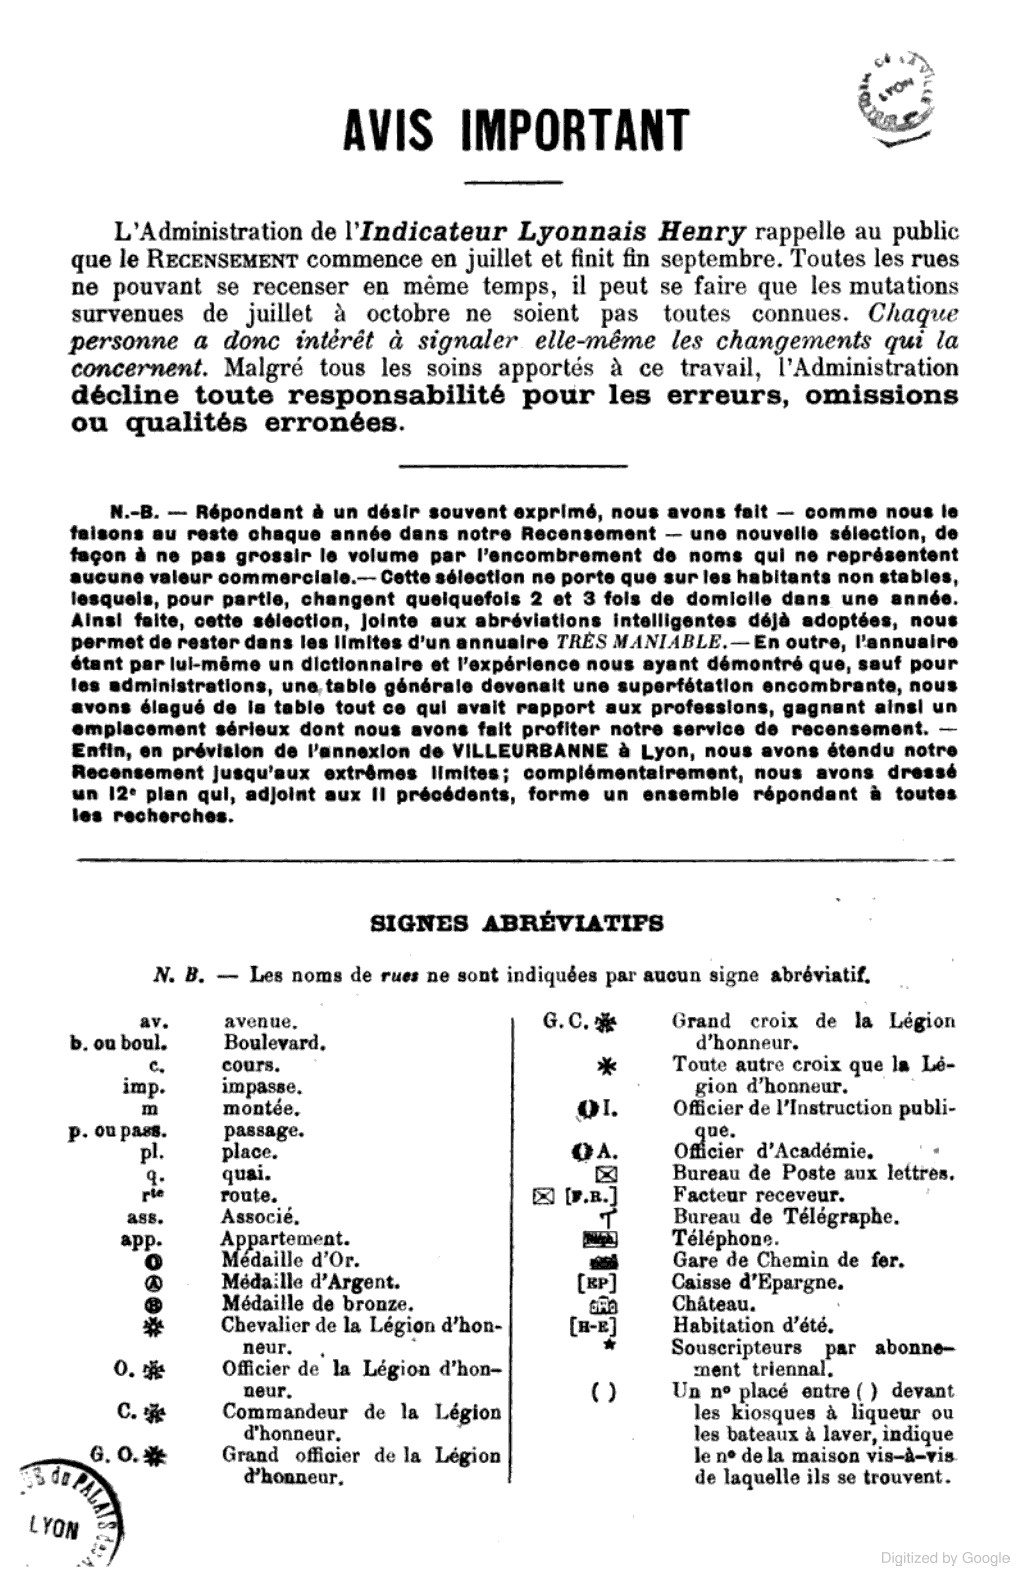 LYON
AVIS IMPORTANT
L'Administration de l'Indicateur Lyonnais Henry rappelle au public
que le RECENSEMENT commence en juillet et finit fin septembre. Toutes les rues
ne pouvant se recenser en même temps, il peut se faire que les mutations
survenues de juillet à octobre ne soient pas toutes connues. Chaque
personne a donc intérêt à signaler elle-même les changements qui la
concernent. Malgré tous les soins apportés à ce travail, l'Administration
décline toute responsabilité pour les erreurs, omissions
ou qualités erronées.
N.-B. — Répondant à un désir souvent exprimé, nous avons fait — comme nous le
faisons au reste chaque année dans notre Recensement — une nouvelle sélection, de
façon à ne pas grossir le volume par l'encombrement de noms qui ne représentent
aucune valeur commerciale. — Cette sélection ne porte que sur les habitants non stables,
lesquels, pour partie, changent quelquefois 2 et 3 fois de domicile dans une année.
Ainsi faite, cette sélection, jointe aux abréviations intelligentes déjà adoptées, nous
permet de rester dans les limites d'un annuaire TRÈS MANIABLE. — En outre, l'annuaire
étant par lui-même un dictionnaire et l'expérience nous ayant démontré que, sauf pour
les administrations, une table générale devenait une superfétation encombrante, nous
avons élagué de la table tout ce qui avait rapport aux professions, gagnant ainsi un
emplacement sérieux dont nous avons fait profiter notre service de recensement. —
Enfin, en prévision de l'annexion de VILLEURBANNE à Lyon, nous avons étendu notre
Recensement jusqu'aux extrêmes limites ; complémentairement, nous avons dressé
un 12e plan qui, adjoint aux 11 précédents, forme un ensemble répondant à toutes
les recherches.
SIGNES ABRÉVIATIFS
N. B. — Les noms de rues ne sont indiquées par aucun signe abréviatif.
av. avenue.
b. ou boul. Boulevard.
c. cours.
imp. impasse.
m montée.
p. ou pass. passage.
pl. place.
q. quai.
rte route.
ass. Associé.
app. Appartement.
Médaille d'Or.
A Médaille d'Argent.
B Médaille de bronze.
Chevalier de la Légion d'hon-
neur.
O. Officier de la Légion d'hon-
neur.
C. Commandeur de la Légion
d'honneur.
G. O. Grand officier de la Légion
d'honneur.
G. C. Grand croix de la Légion
d'honneur.
Toute autre croix que la Lé-
gion d'honneur.
I. Officier de l'Instruction publi-
que.
A. Officier d'Académie.
Bureau de Poste aux lettres.
[F.R.] Facteur receveur.
Bureau de Télégraphe.
Téléph. Téléphone.
Gare de Chemin de fer.
[EP] Caisse d'Epargne.
Château.
[H-E] Habitation d'été.
Souscripteurs par abonne-
ment triennal.
( ) Un n° placé entre ( ) devant
les kiosques à liqueur ou
les bateaux à laver, indique
le n° de la maison vis-à-vis
de laquelle ils se trouvent.
du PALAIS
LYON
Digitized by Google